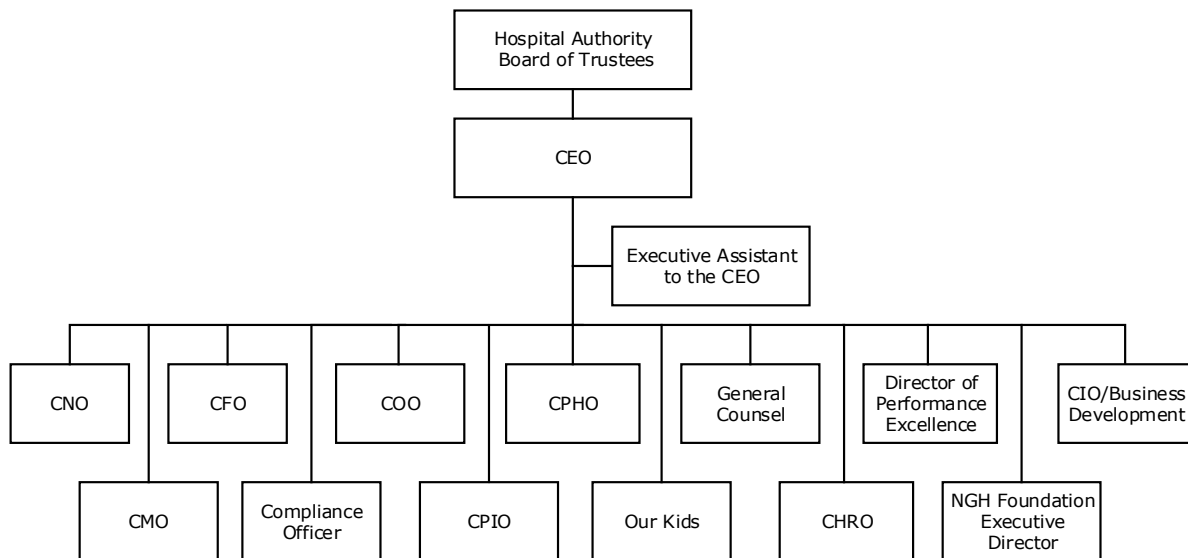 Hospital Authority
Board of Trustees
CEO
Executive Assistant
to the CEO
CNO
CFO
COO
CPHO
General
Counsel
Director of
Performance
Excellence
CIO/Business
Development
CMO
Compliance
Officer
CPIO
Our Kids
CHRO
NGH Foundation
Executive
Director